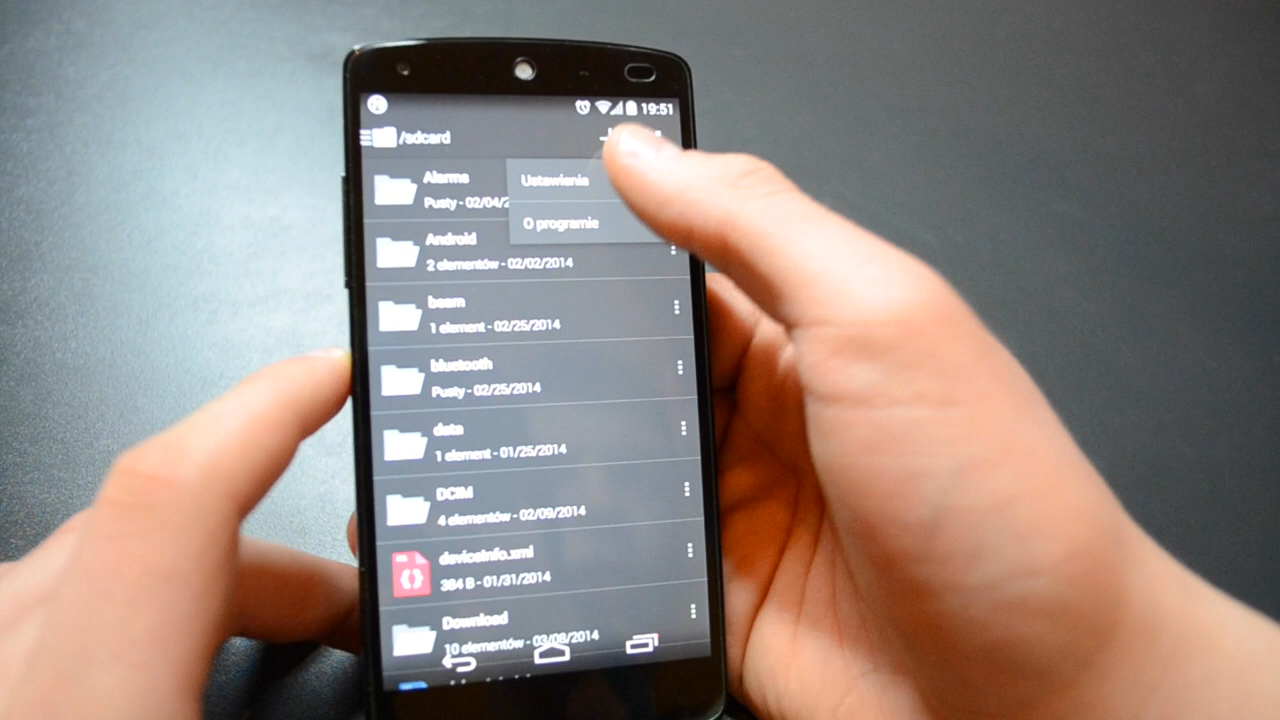 19:51
/sdcard
Alarms
Pusty - 02/04/2
Ustawienia
O programie
Android
2 elementów - 02/02/2014
beam
1 element - 02/25/2014
bluetooth
Pusty - 02/25/2014
data
1 element - 01/25/2014
DCIM
4 elementów - 02/09/2014
deviceInfo.xml
384 B - 01/31/2014
Download
10 elementów - 03/08/2014